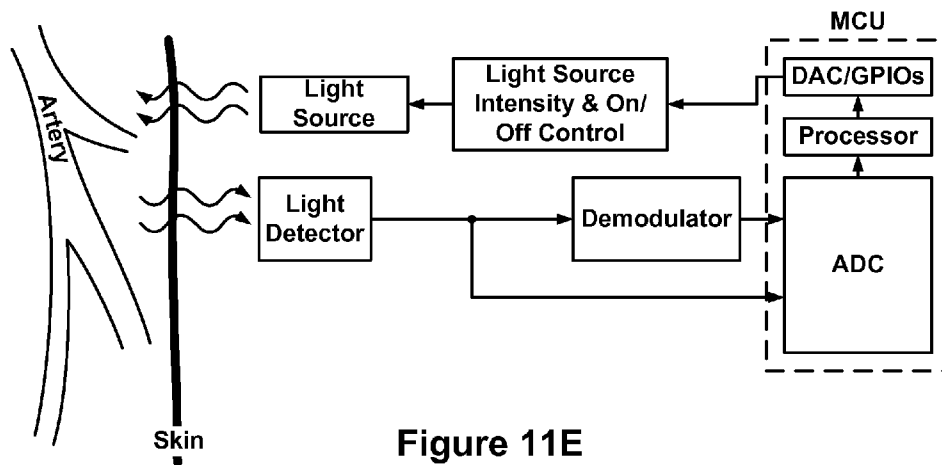 MCU
Artery
Light
Source
Light Source
Intensity & On/
Off Control
DAC/GPIOs
Processor
Light
Detector
Demodulator
ADC
Skin
Figure 11E